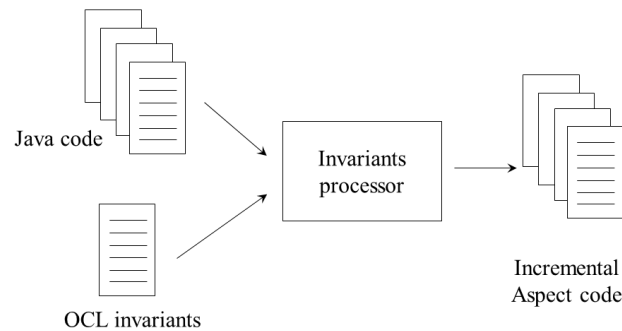 Java code
Invariants
processor
OCL invariants
Incremental
Aspect code